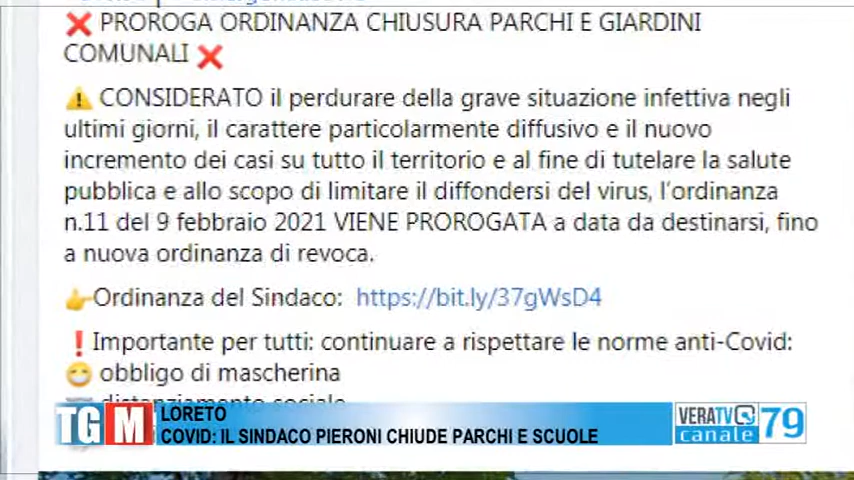 PROROGA ORDINANZA CHIUSURA PARCHI E GIARDINI
COMUNALI
CONSIDERATO il perdurare della grave situazione infettiva negli
ultimi giorni, il carattere particolarmente diffusivo e il nuovo
incremento dei casi su tutto il territorio e al fine di tutelare la salute
pubblica e allo scopo di limitare il diffondersi del virus, l'ordinanza
n.11 del 9 febbraio 2021 VIENE PROROGATA a data da destinarsi, fino
a nuova ordinanza di revoca.
Ordinanza del Sindaco: https://bit.ly/37gWsD4
Importante per tutti: continuare a rispettare le norme anti-Covid:
obbligo di mascherina
distanziamento sociale
TGM
LORETO
COVID: IL SINDACO PIERONI CHIUDE PARCHI E SCUOLE
VERATV
canale 79